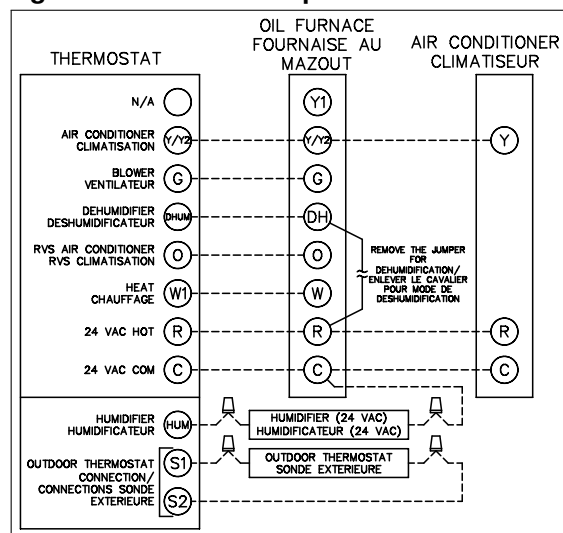 OIL FURNACE
FOURNAISE AU
MAZOUT
THERMOSTAT
AIR CONDITIONER
CLIMATISEUR
N/A
Y1
AIR CONDITIONER
CLIMATISATION
Y/Y2
Y/Y2
Y
BLOWER
VENTILATEUR
G
G
DEHUMIDIFIER
DESHUMIDIFICATEUR
DHUM
DH
RVS AIR CONDITIONER
RVS CLIMATISATION
O
O
REMOVE THE JUMPER
FOR
DEHUMIDIFICATION/
ENLEVER LE CAVALIER
POUR MODE DE
DESHUMIDIFICATION
HEAT
CHAUFFAGE
W1
W
24 VAC HOT
R
R
R
24 VAC COM
C
C
C
HUMIDIFIER
HUMIDIFICATEUR
HUM
HUMIDIFIER (24 VAC)
HUMIDIFICATEUR (24 VAC)
OUTDOOR THERMOSTAT
CONNECTION/
CONNECTIONS SONDE
EXTERIEURE
S1
S2
OUTDOOR THERMOSTAT
SONDE EXTERIEURE